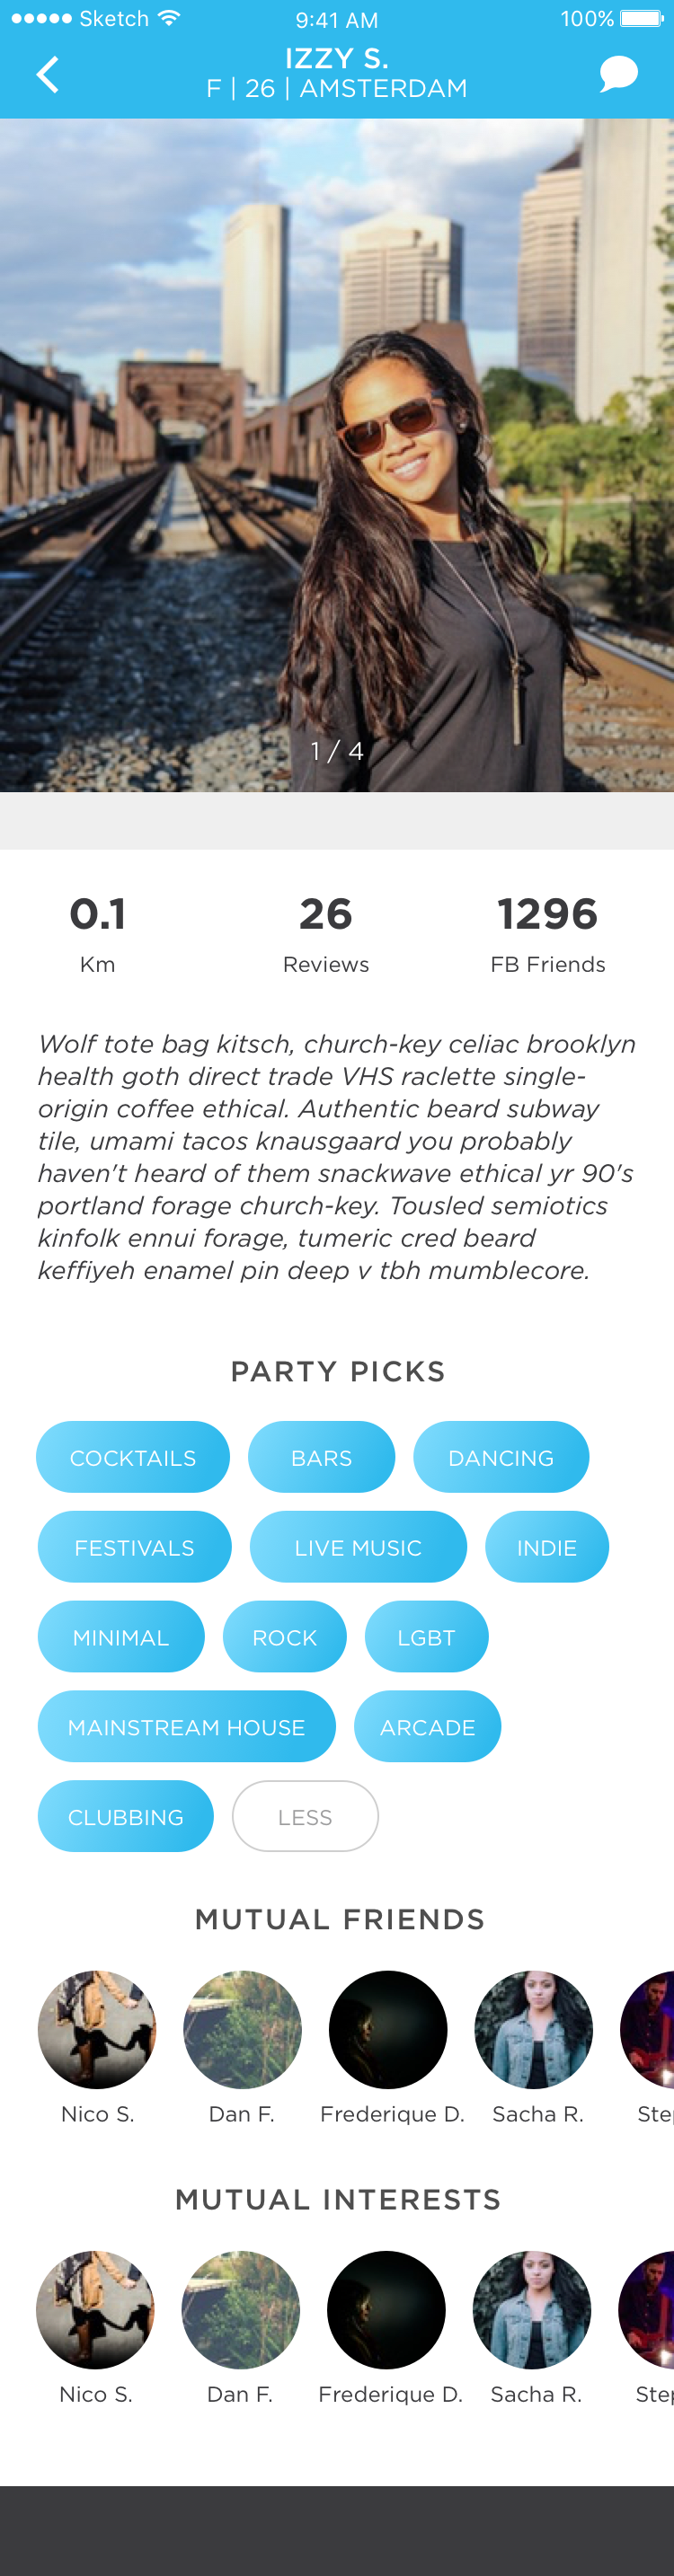 Sketch
9:41 AM
100%
IZZY S.
F | 26 | AMSTERDAM
1 / 4
0.1
Km
26
Reviews
1296
FB Friends
Wolf tote bag kitsch, church-key celiac brooklyn
health goth direct trade VHS raclette single-
origin coffee ethical. Authentic beard subway
tile, umami tacos knausgaard you probably
haven't heard of them snackwave ethical yr 90's
portland forage church-key. Tousled semiotics
kinfolk ennui forage, tumeric cred beard
keffiyeh enamel pin deep v tbh mumblecore.
PARTY PICKS
COCKTAILS
BARS
DANCING
FESTIVALS
LIVE MUSIC
INDIE
MINIMAL
ROCK
LGBT
MAINSTREAM HOUSE
ARCADE
CLUBBING
LESS
MUTUAL FRIENDS
Nico S.
Dan F.
Frederique D.
Sacha R.
MUTUAL INTERESTS
Nico S.
Dan F.
Frederique D.
Sacha R.